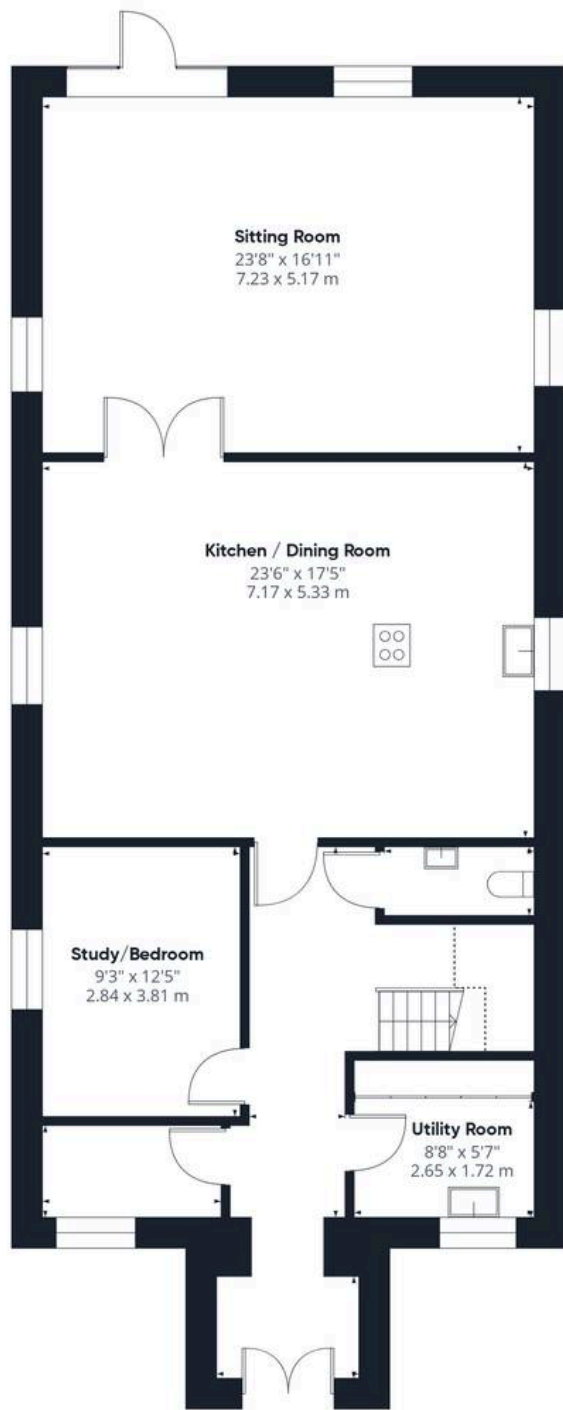 Sitting Room
23'8" x 16'11"
7.23 x 5.17 m
Kitchen / Dining Room
23'6" x 17'5"
7.17 x 5.33 m
Study/Bedroom
9'3" x 12'5"
2.84 x 3.81 m
Utility Room
8'8" x 5'7"
2.65 x 1.72 m